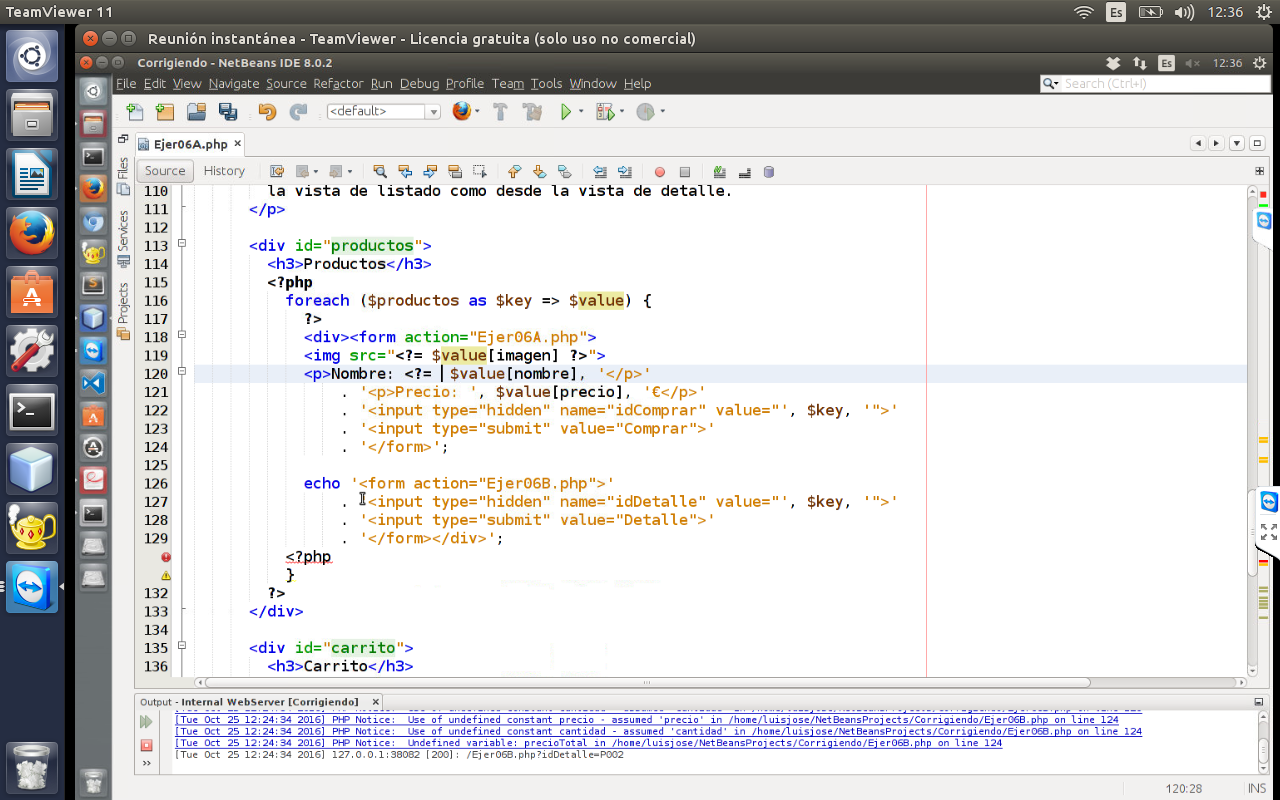 TeamViewer 11
Es
12:36
Reunión instantánea - TeamViewer - Licencia gratuita (solo uso no comercial)
Corrigiendo - NetBeans IDE 8.0.2
Es
12:36
File Edit View Navigate Source Refactor Run Debug Profile Team Tools Window Help
Search (Ctrl+I)
<default>
Ejer06A.php
Source History
Files
Services
Projects
110 la vista de listado como desde la vista de detalle.
111 </p>
112
113 <div id="productos">
114 <h3>Productos</h3>
115 <?php
116 foreach ($productos as $key => $value) {
117 ?>
118 <div><form action="Ejer06A.php">
119 <img src="<?= $value[imagen] ?>">
120 <p>Nombre: <?= $value[nombre], '</p>'
121 . '<p>Precio: ', $value[precio], '€</p>'
122 . '<input type="hidden" name="idComprar" value="', $key, '">'
123 . '<input type="submit" value="Comprar">'
124 . '</form>';
125
126 echo '<form action="Ejer06B.php">'
127 . '<input type="hidden" name="idDetalle" value="', $key, '">'
128 . '<input type="submit" value="Detalle">'
129 . '</form></div>';
<?php
}
132 ?>
133 </div>
134
135 <div id="carrito">
136 <h3>Carrito</h3>
Output - Internal WebServer [Corrigiendo]
[Tue Oct 25 12:24:34 2016] PHP Notice: Use of undefined constant precio - assumed 'precio' in /home/luisjose/NetBeansProjects/Corrigiendo/Ejer06B.php on line 124
[Tue Oct 25 12:24:34 2016] PHP Notice: Use of undefined constant cantidad - assumed 'cantidad' in /home/luisjose/NetBeansProjects/Corrigiendo/Ejer06B.php on line 124
[Tue Oct 25 12:24:34 2016] PHP Notice: Undefined variable: precioTotal in /home/luisjose/NetBeansProjects/Corrigiendo/Ejer06B.php on line 124
[Tue Oct 25 12:24:34 2016] 127.0.0.1:38082 [200]: /Ejer06B.php?idDetalle=P002
120:28
INS